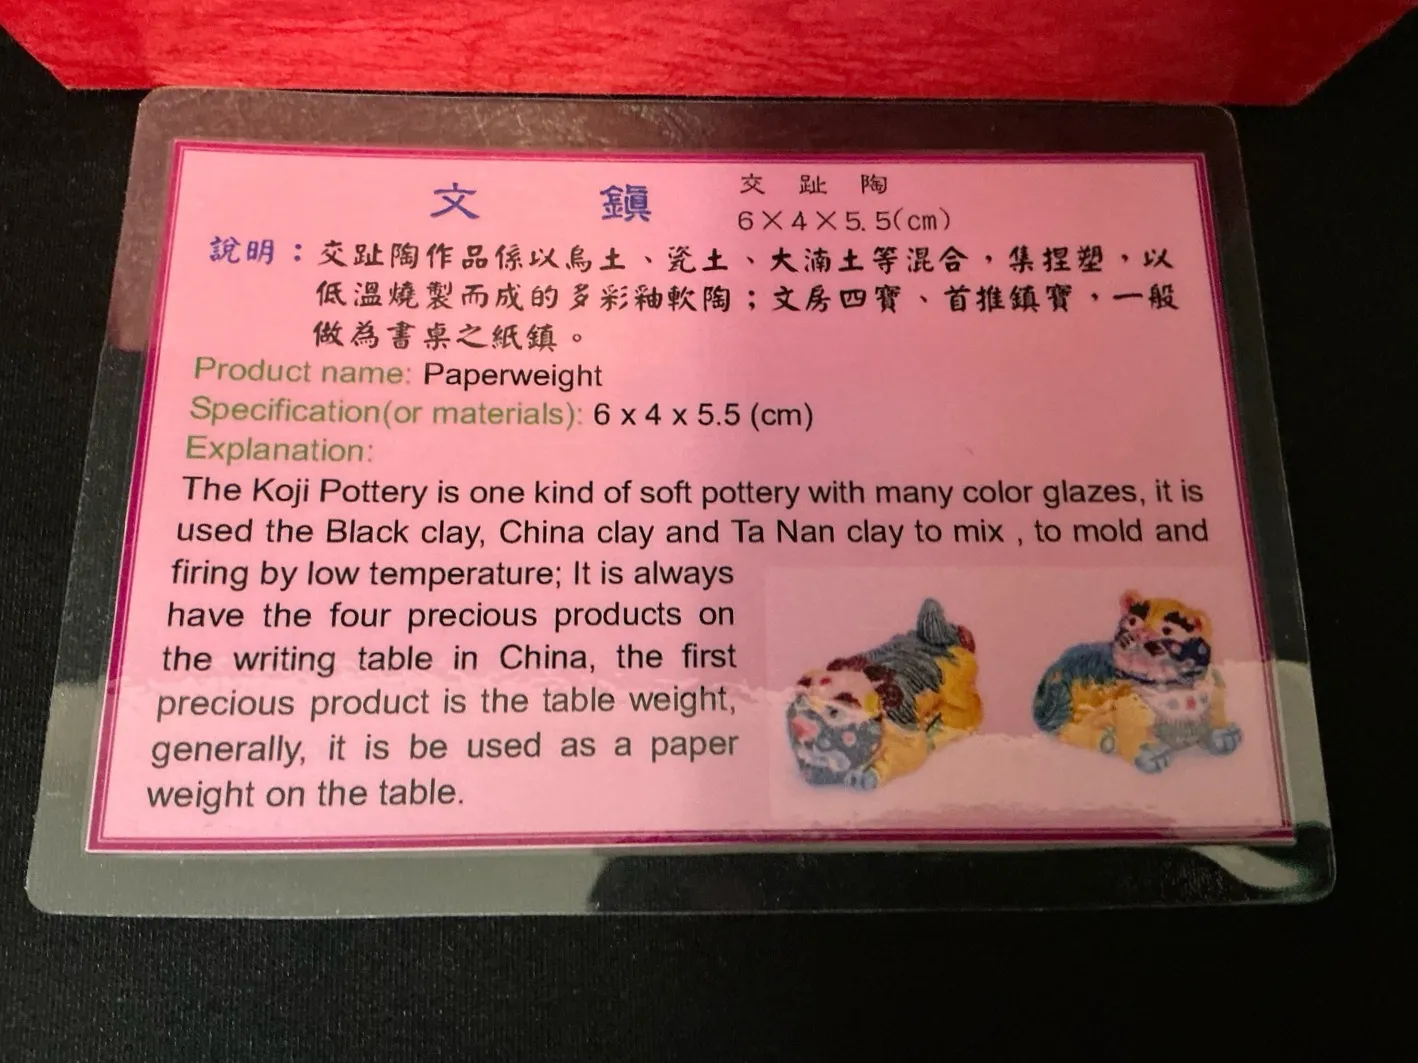 文鎮
交趾陶
6×4×5.5(cm)
說明：交趾陶作品係以烏土、瓷土、大湳土等混合，集捏塑，以
低溫燒製而成的多彩釉軟陶；文房四寶、首推鎮寶，一般
做為書桌之紙鎮。
Product name: Paperweight
Specification(or materials): 6 x 4 x 5.5 (cm)
Explanation:
The Koji Pottery is one kind of soft pottery with many color glazes, it is
used the Black clay, China clay and Ta Nan clay to mix , to mold and
firing by low temperature; It is always
have the four precious products on
the writing table in China, the first
precious product is the table weight,
generally, it is be used as a paper
weight on the table.